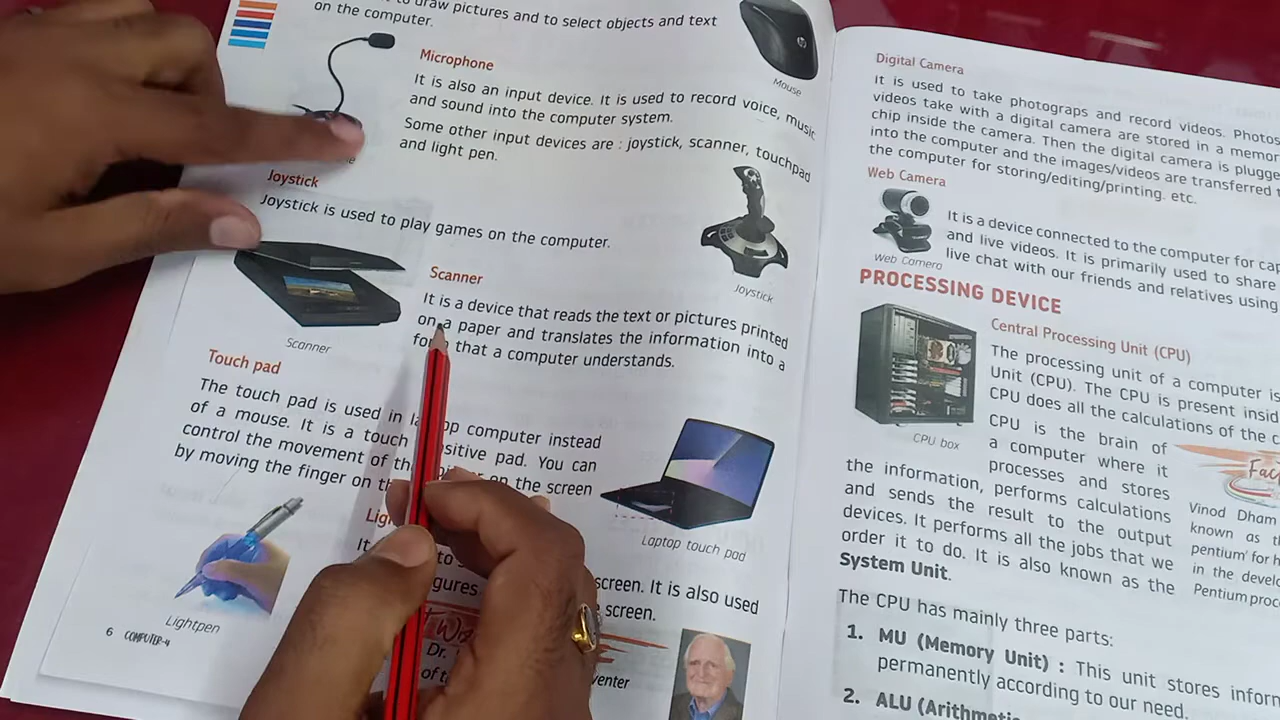 to draw pictures and to select objects and text
on the computer.
Mouse
Microphone
It is also an input device. It is used to record voice, music
and sound into the computer system.
Some other input devices are : joystick, scanner, touchpad
and light pen.
Joystick
Joystick is used to play games on the computer.
Joystick
Scanner
It is a device that reads the text or pictures printed
on a paper and translates the information into a
form that a computer understands.
Scanner
Touch pad
The touch pad is used in computer instead
of a mouse. It is a touch sensitive pad. You can
control the movement of the on the screen
by moving the finger on
Laptop touch pad
It screen. It is also used
screen.
Lightpen
Dr.
of
6 COMPUTER-4
Digital Camera
It is used to take photograps and record videos. Photos
videos take with a digital camera are stored in a memor
chip inside the camera. Then the digital camera is plugge
into the computer and the images/videos are transferred t
the computer for storing/editing/printing. etc.
Web Camera
It is a device connected to the computer for cap
and live videos. It is primarily used to share
live chat with our friends and relatives using
Web Camera
PROCESSING DEVICE
Central Processing Unit (CPU)
The processing unit of a computer is
Unit (CPU). The CPU is present insid
CPU does all the calculations of the c
CPU box
CPU is the brain of
a computer where it
processes and stores
the information, performs calculations
and sends the result to the output
devices. It performs all the jobs that we
order it to do. It is also known as the
System Unit.
Fac
Vinod Dham
known as th
pentium' for h
in the devel
Pentium proc
The CPU has mainly three parts:
1. MU (Memory Unit) : This unit stores inform
permanently according to our need.
2. ALU (Arithmetic